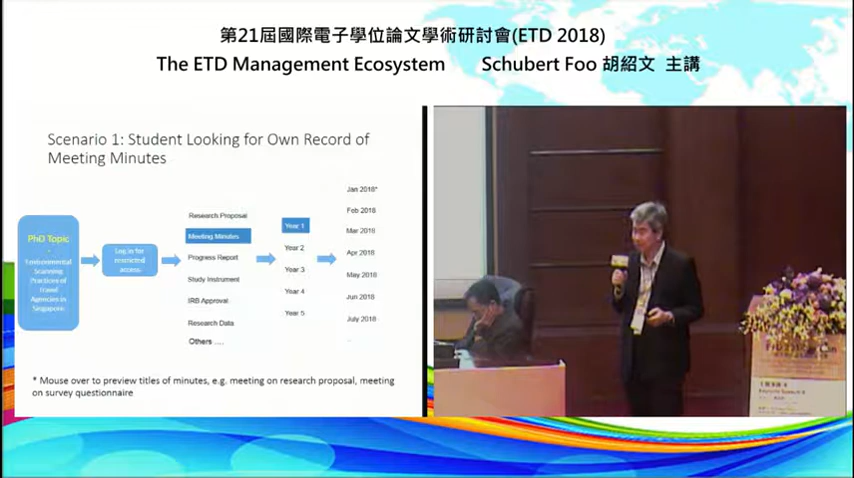 第21屆國際電子學位論文學術研討會(ETD 2018)
The ETD Management Ecosystem Schubert Foo 胡紹文 主講
Scenario 1: Student Looking for Own Record of
Meeting Minutes
PhD Topic
-
Environmental
Scanning
Practices of
Travel
Agencies in
Singapore
Log in for
restricted
access
Research Proposal
Meeting Minutes
Progress Report
Study Instrument
IRB Approval
Research Data
Others ....
Year 1
Year 2
Year 3
Year 4
Year 5
Jan 2018*
Feb 2018
Mar 2018
Apr 2018
May 2018
Jun 2018
July 2018
* Mouse over to preview titles of minutes, e.g. meeting on research proposal, meeting
on survey questionnaire